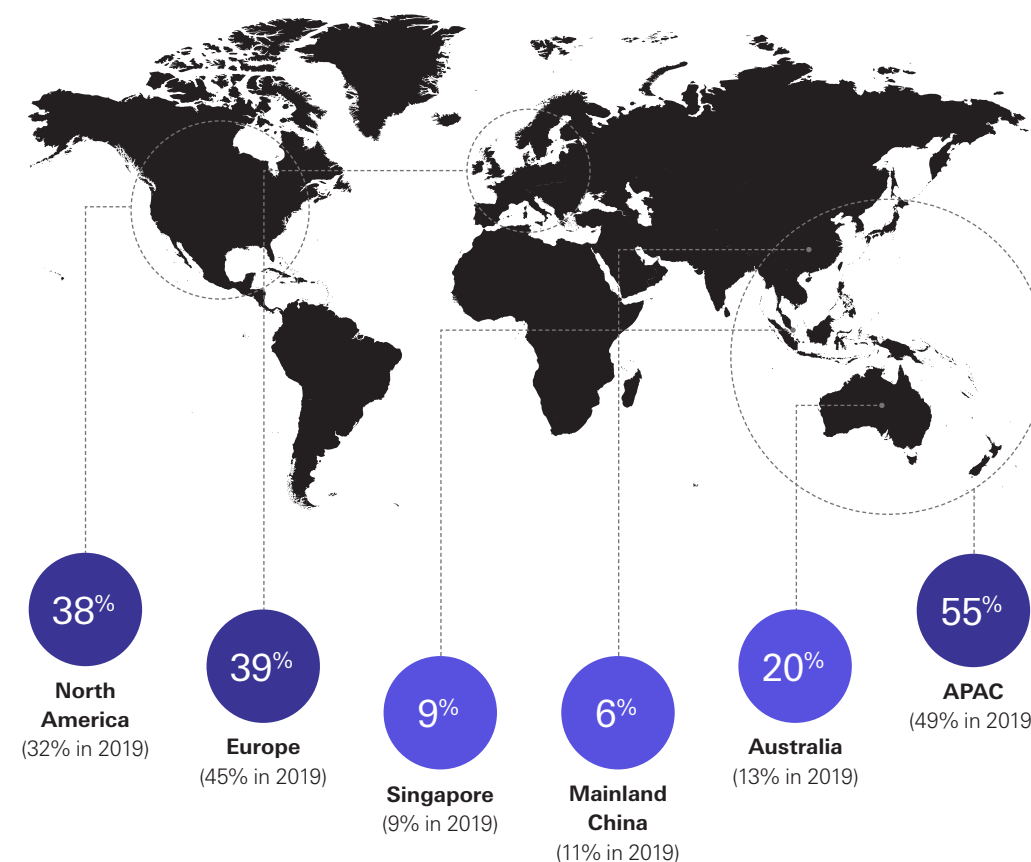 38%
North
America
(32% in 2019)
39%
Europe
(45% in 2019)
9%
Singapore
(9% in 2019)
6%
Mainland
China
(11% in 2019)
20%
Australia
(13% in 2019)
55%
APAC
(49% in 2019